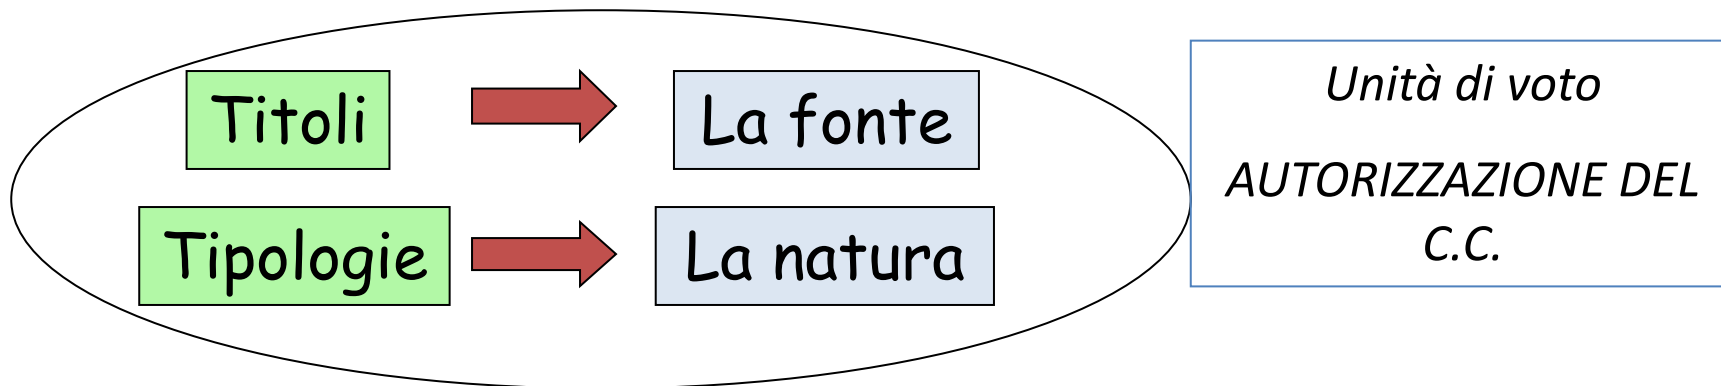 Titoli
La fonte
Tipologie
La natura
Unità di voto
AUTORIZZAZIONE DEL
C.C.